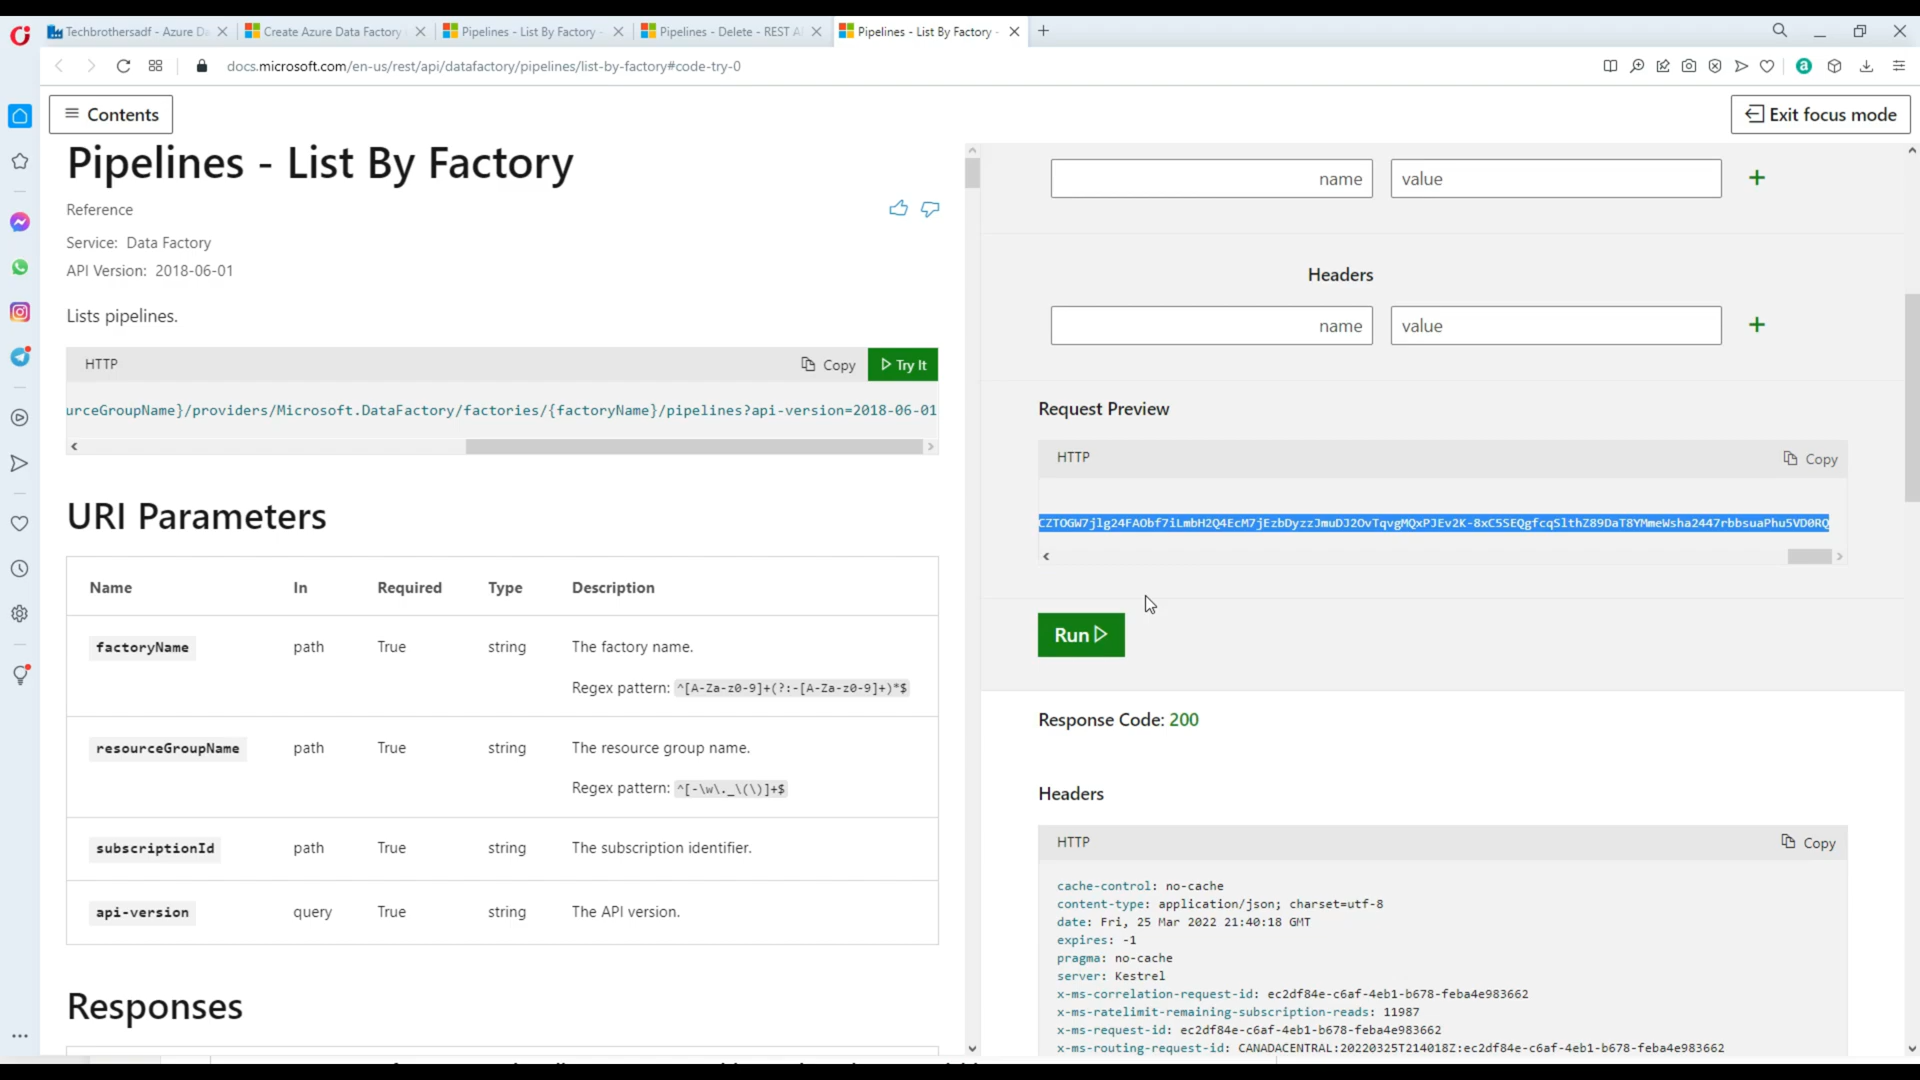 Techbrothersadf - Azure Da
Create Azure Data Factory
Pipelines - List By Factory -
Pipelines - Delete - REST A
Pipelines - List By Factory -
docs.microsoft.com/en-us/rest/api/datafactory/pipelines/list-by-factory#code-try-0
Contents
Exit focus mode
Pipelines - List By Factory
Reference
Service: Data Factory
API Version: 2018-06-01
Lists pipelines.
HTTP
Copy
Try It
urceGroupName}/providers/Microsoft.DataFactory/factories/{factoryName}/pipelines?api-version=2018-06-01
URI Parameters
Name In Required Type Description
factoryName path True string The factory name.
Regex pattern: ^[A-Za-z0-9]+(?:-[A-Za-z0-9]+)*$
resourceGroupName path True string The resource group name.
Regex pattern: ^[-\w\._\(\)]+$
subscriptionId path True string The subscription identifier.
api-version query True string The API version.
Responses
name value
Headers
name value
Request Preview
HTTP
Copy
CZTOGW7jlg24FAObf7iLmbH2Q4EcM7jEzbDyzzJmuDJ2OvTqvgMQxPJEv2K-8xC5SEQgfcqSlthZ89DaT8YMmeWsha2447rbbsuaPhu5VD0RQ
Run
Response Code: 200
Headers
HTTP
Copy
cache-control: no-cache
content-type: application/json; charset=utf-8
date: Fri, 25 Mar 2022 21:40:18 GMT
expires: -1
pragma: no-cache
server: Kestrel
x-ms-correlation-request-id: ec2df84e-c6af-4eb1-b678-feba4e983662
x-ms-ratelimit-remaining-subscription-reads: 11987
x-ms-request-id: ec2df84e-c6af-4eb1-b678-feba4e983662
x-ms-routing-request-id: CANADACENTRAL:20220325T214018Z:ec2df84e-c6af-4eb1-b678-feba4e983662